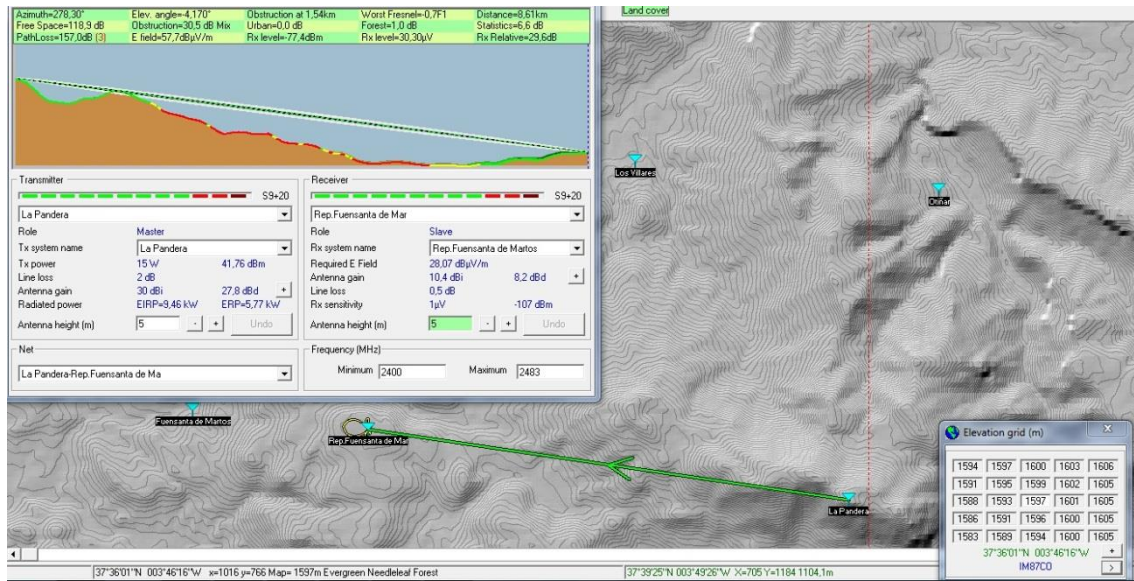 Azimuth=278,30° Elev. angle=-4,170° Obstruction at 1,54km Worst Fresnel=-0,7F1 Distance=8,61km
Free Space=118,9 dB Obstruction=30,5 dB Mix Urban=0,0 dB Forest=1,0 dB Statistics=6,6 dB
PathLoss=157,0dB (3) E field=57,7dBµV/m Rx level=-77,4dBm Rx level=30,30µV Rx Relative=29,6dB
Land cover
Transmitter
S9+20
La Pandera
Role Master
Tx system name La Pandera
Tx power 15 W 41,76 dBm
Line loss 2 dB
Antenna gain 30 dBi 27,8 dBd +
Radiated power EIRP=9,46 kW ERP=5,77 kW
Antenna height (m) 5 - + Undo
Receiver
S9+20
Rep.Fuensanta de Mar
Role Slave
Rx system name Rep.Fuensanta de Martos
Required E Field 28,07 dBµV/m
Antenna gain 10,4 dBi 8,2 dBd +
Line loss 0,5 dB
Rx sensitivity 1µV -107 dBm
Antenna height (m) 5 - + Undo
Net
La Pandera-Rep.Fuensanta de Ma
Frequency (MHz)
Minimum 2400 Maximum 2483
Los Villares
Otiñar
Fuensanta de Martos
Rep.Fuensanta de Mar
La Pandera
Elevation grid (m) X
1594 1597 1600 1603 1606
1591 1595 1599 1602 1605
1588 1593 1597 1601 1605
1586 1591 1596 1600 1605
1583 1589 1594 1600 1605
37°36'01"N 003°46'16"W +
IM87CO >
37°36'01"N 003°46'16"W x=1016 y=766 Map= 1597m Evergreen Needleleaf Forest
37°39'25"N 003°49'26"W X=705 Y=1184 1104,1m